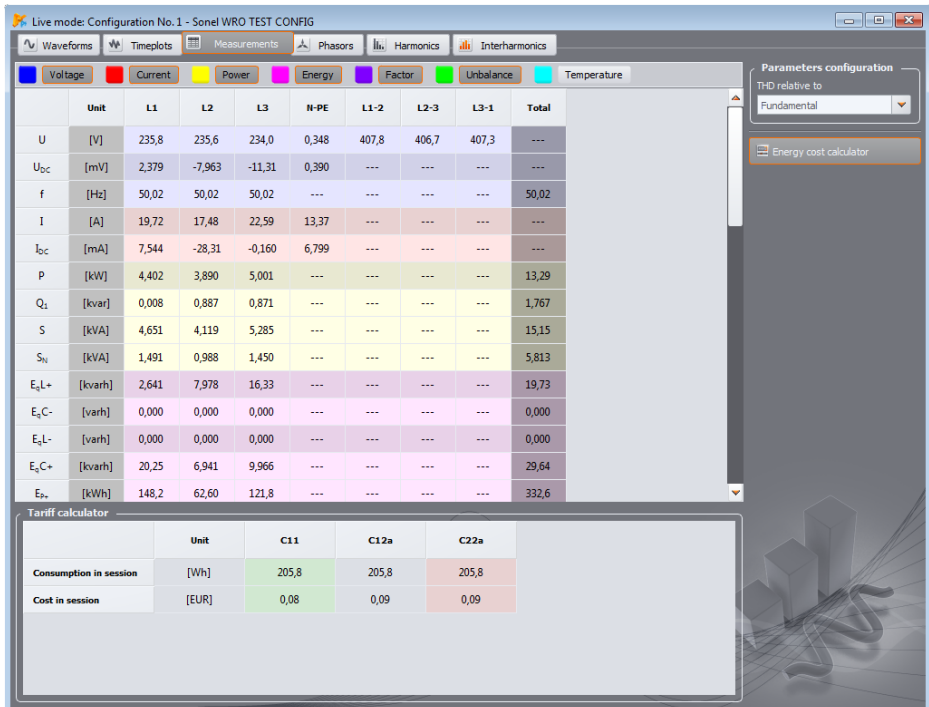 Live mode: Configuration No. 1 - Sonel WRO TEST CONFIG
Waveforms Timeplots Measurements Phasors Harmonics Interharmonics
Voltage Current Power Energy Factor Unbalance Temperature
Parameters configuration
THD relative to
Fundamental
Energy cost calculator
Unit L1 L2 L3 N-PE L1-2 L2-3 L3-1 Total
U [V] 235,8 235,6 234,0 0,348 407,8 406,7 407,3 ---
UDC [mV] 2,379 -7,963 -11,31 0,390 --- --- --- ---
f [Hz] 50,02 50,02 50,02 --- --- --- --- 50,02
I [A] 19,72 17,48 22,59 13,37 --- --- --- ---
IDC [mA] 7,544 -28,31 -0,160 6,799 --- --- --- ---
P [kW] 4,402 3,890 5,001 --- --- --- --- 13,29
Q1 [kvar] 0,008 0,887 0,871 --- --- --- --- 1,767
S [kVA] 4,651 4,119 5,285 --- --- --- --- 15,15
SN [kVA] 1,491 0,988 1,450 --- --- --- --- 5,813
EqL+ [kvarh] 2,641 7,978 16,33 --- --- --- --- 19,73
EqC- [varh] 0,000 0,000 0,000 --- --- --- --- 0,000
EqL- [varh] 0,000 0,000 0,000 --- --- --- --- 0,000
EqC+ [kvarh] 20,25 6,941 9,966 --- --- --- --- 29,64
EP+ [kWh] 148,2 62,60 121,8 --- --- --- --- 332,6
Tariff calculator
Unit C11 C12a C22a
Consumption in session [Wh] 205,8 205,8 205,8
Cost in session [EUR] 0,08 0,09 0,09